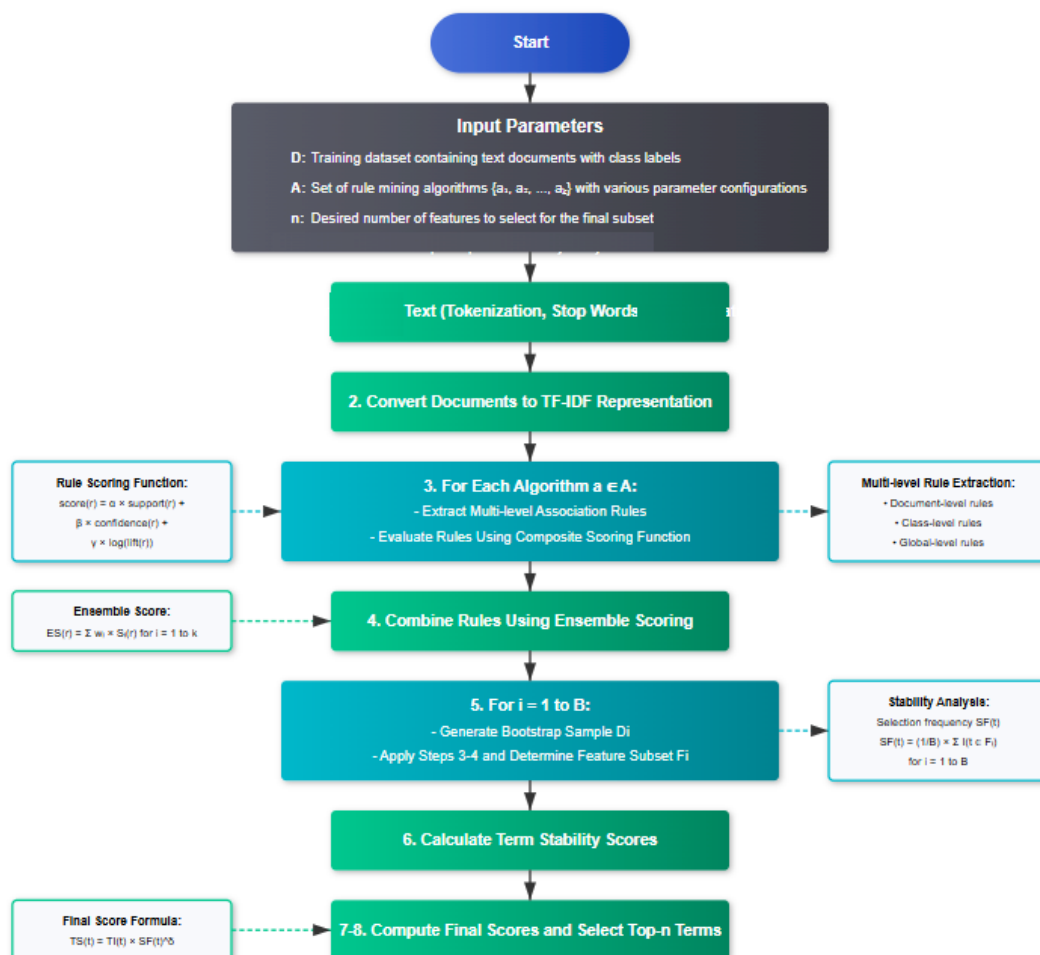 Start
Input Parameters
D: Training dataset containing text documents with class labels
A: Set of rule mining algorithms {a₁, a₂, ..., aₖ} with various parameter configurations
n: Desired number of features to select for the final subset
Text (Tokenization, Stop Words
2. Convert Documents to TF-IDF Representation
Rule Scoring Function:
score(r) = α × support(r) +
β × confidence(r) +
γ × log(lift(r))
3. For Each Algorithm a ∈ A:
- Extract Multi-level Association Rules
- Evaluate Rules Using Composite Scoring Function
Multi-level Rule Extraction:
• Document-level rules
• Class-level rules
• Global-level rules
Ensemble Score:
ES(r) = Σ wᵢ × Sᵢ(r) for i = 1 to k
4. Combine Rules Using Ensemble Scoring
5. For i = 1 to B:
- Generate Bootstrap Sample Di
- Apply Steps 3-4 and Determine Feature Subset Fi
Stability Analysis:
Selection frequency SF(t)
SF(t) = (1/B) × Σ I(t ∈ Fᵢ)
for i = 1 to B
6. Calculate Term Stability Scores
Final Score Formula:
TS(t) = TI(t) × SF(t)^δ
7-8. Compute Final Scores and Select Top-n Terms